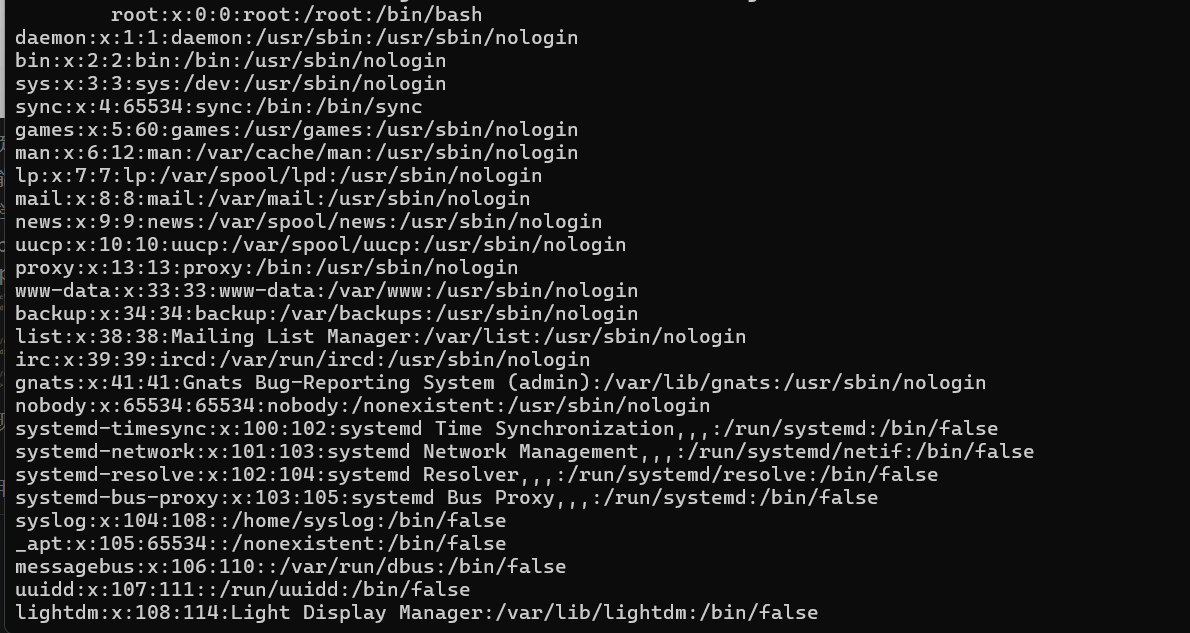 root:x:0:0:root:/root:/bin/bash
daemon:x:1:1:daemon:/usr/sbin:/usr/sbin/nologin
bin:x:2:2:bin:/bin:/usr/sbin/nologin
sys:x:3:3:sys:/dev:/usr/sbin/nologin
sync:x:4:65534:sync:/bin:/bin/sync
games:x:5:60:games:/usr/games:/usr/sbin/nologin
man:x:6:12:man:/var/cache/man:/usr/sbin/nologin
lp:x:7:7:lp:/var/spool/lpd:/usr/sbin/nologin
mail:x:8:8:mail:/var/mail:/usr/sbin/nologin
news:x:9:9:news:/var/spool/news:/usr/sbin/nologin
uucp:x:10:10:uucp:/var/spool/uucp:/usr/sbin/nologin
proxy:x:13:13:proxy:/bin:/usr/sbin/nologin
www-data:x:33:33:www-data:/var/www:/usr/sbin/nologin
backup:x:34:34:backup:/var/backups:/usr/sbin/nologin
list:x:38:38:Mailing List Manager:/var/list:/usr/sbin/nologin
irc:x:39:39:ircd:/var/run/ircd:/usr/sbin/nologin
gnats:x:41:41:Gnats Bug-Reporting System (admin):/var/lib/gnats:/usr/sbin/nologin
nobody:x:65534:65534:nobody:/nonexistent:/usr/sbin/nologin
systemd-timesync:x:100:102:systemd Time Synchronization,,,:/run/systemd:/bin/false
systemd-network:x:101:103:systemd Network Management,,,:/run/systemd/netif:/bin/false
systemd-resolve:x:102:104:systemd Resolver,,,:/run/systemd/resolve:/bin/false
systemd-bus-proxy:x:103:105:systemd Bus Proxy,,,:/run/systemd:/bin/false
syslog:x:104:108::/home/syslog:/bin/false
_apt:x:105:65534::/nonexistent:/bin/false
messagebus:x:106:110::/var/run/dbus:/bin/false
uuidd:x:107:111::/run/uuidd:/bin/false
lightdm:x:108:114:Light Display Manager:/var/lib/lightdm:/bin/false